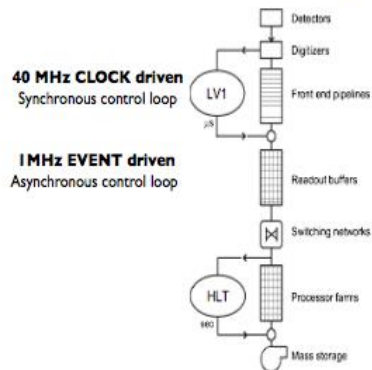 Detectors
Digitizers
40 MHz CLOCK driven
Synchronous control loop
LV1
Front end pipelines
µs
1MHz EVENT driven
Asynchronous control loop
Readout buffers
Switching networks
HLT
Processor farms
sec
Mass storage